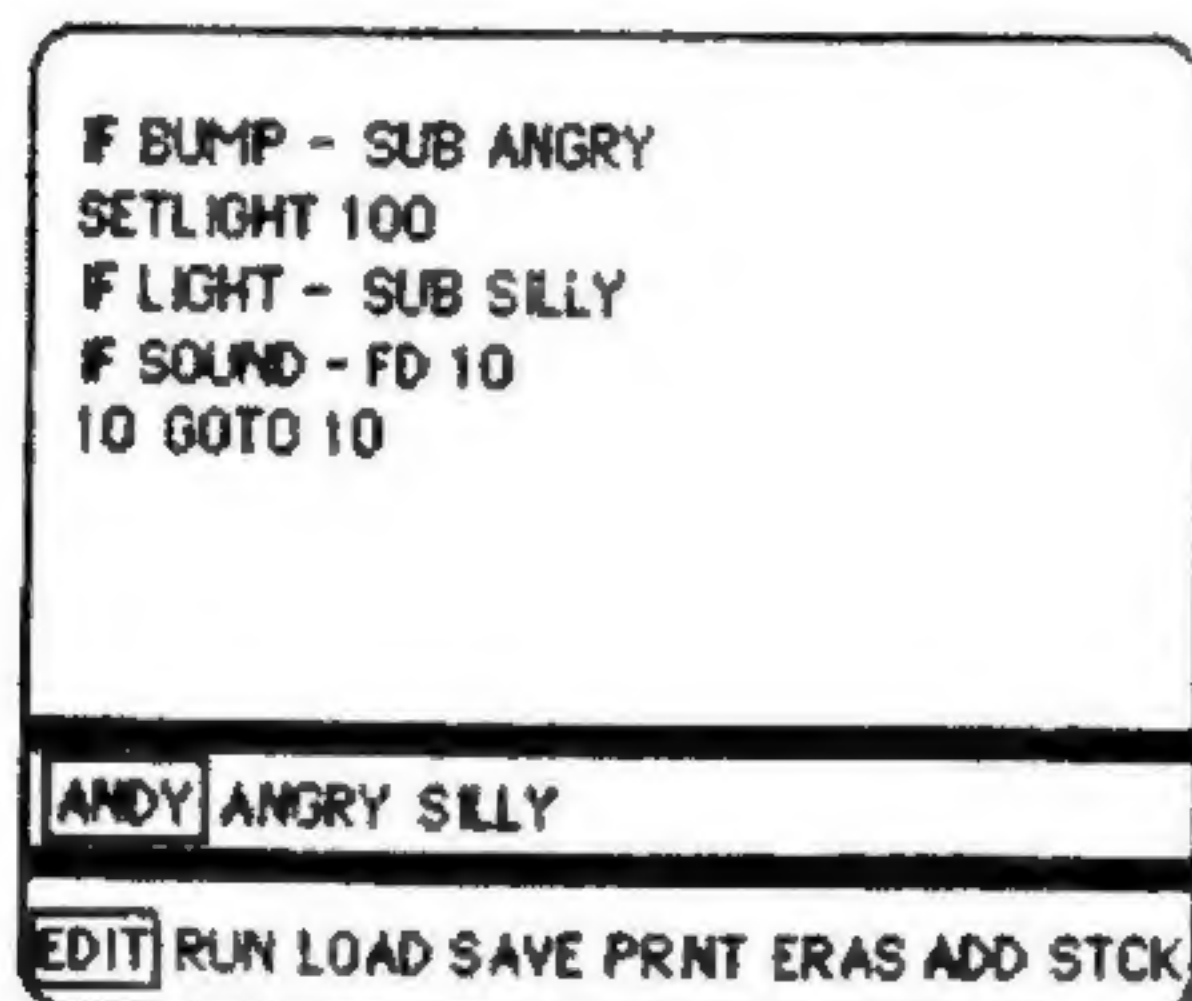 IF BUMP - SUB ANGRY
SETLIGHT 100
IF LIGHT - SUB SILLY
IF SOUND - FD 10
10 GOTO 10
ANDY ANGRY SILLY
EDIT RUN LOAD SAVE PRNT ERAS ADD STCK